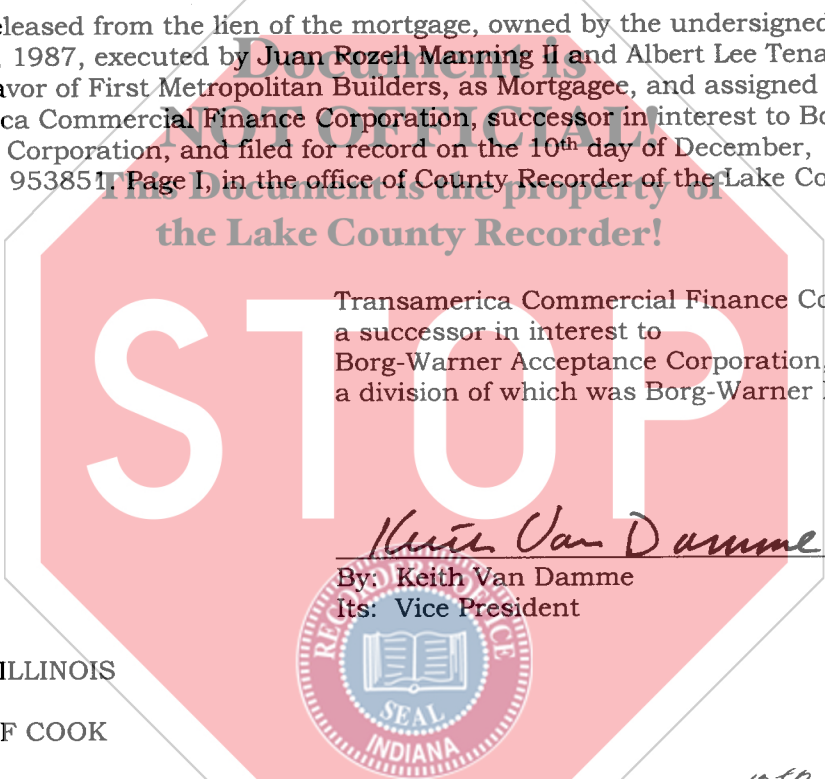 eleased from the lien of the mortgage, owned by the undersigned
, 1987, executed by Juan Rozell Manning II and Albert Lee Tena
Document is
avor of First Metropolitan Builders, as Mortgagee, and assigned
NOT OFFICIAL!
ca Commercial Finance Corporation, successor in interest to Bo
Corporation, and filed for record on the 10th day of December,
953851. Page I, in the office of County Recorder of the Lake Co
This Document is the property of
the Lake County Recorder!
Transamerica Commercial Finance Co
a successor in interest to
Borg-Warner Acceptance Corporation,
a division of which was Borg-Warner
STOP
Keith Van Damme
By: Keith Van Damme
Its: Vice President
RECORDER'S OFFICE
SEAL
INDIANA
ILLINOIS
F COOK